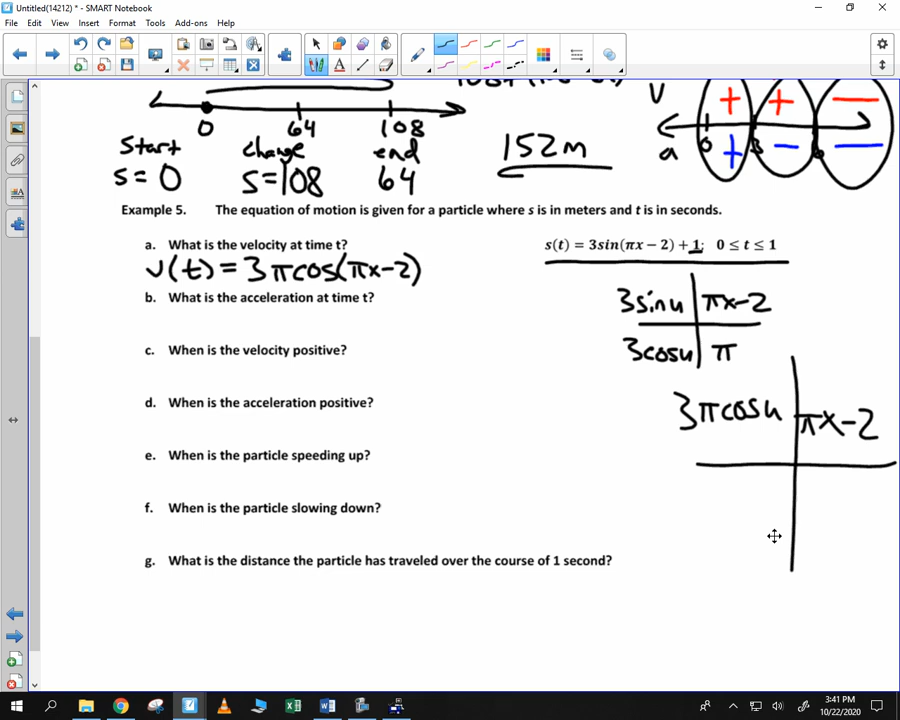 Untitled(14212) * - SMART Notebook
File Edit View Insert Format Tools Add-ons Help
V + + —
0 64 108
a 0 + 3 — 6 —
Start change end 152m
s = 0 s=108 64
Example 5. The equation of motion is given for a particle where s is in meters and t is in seconds.
a. What is the velocity at time t? s(t) = 3sin(πx − 2) + 1; 0 ≤ t ≤ 1
v(t) = 3πcos(πx-2)
b. What is the acceleration at time t? 3sinu πx-2
c. When is the velocity positive? 3cosu π
d. When is the acceleration positive? 3πcosu πx-2
e. When is the particle speeding up?
f. When is the particle slowing down?
g. What is the distance the particle has traveled over the course of 1 second?
3:41 PM
10/22/2020